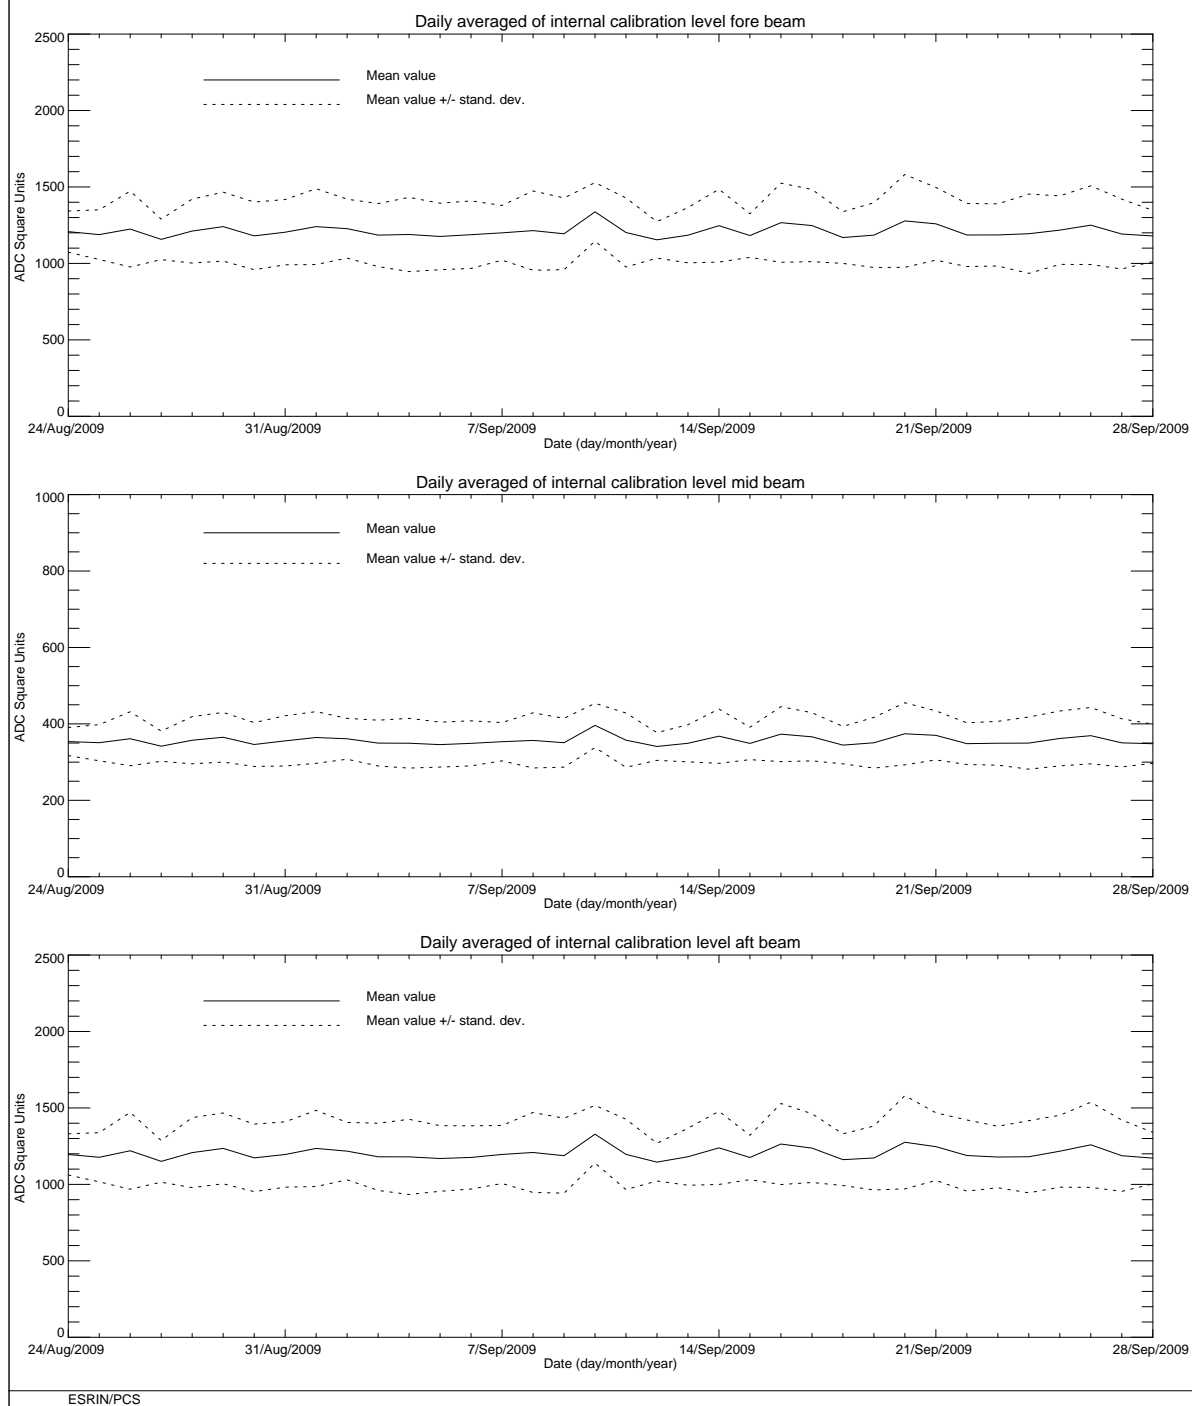 Daily averaged of internal calibration level fore beam
2500
2000
1500
1000
500
0
ADC Square Units
Mean value
Mean value +/- stand. dev.
24/Aug/2009 31/Aug/2009 7/Sep/2009 14/Sep/2009 21/Sep/2009 28/Sep/2009
Date (day/month/year)
Daily averaged of internal calibration level mid beam
1000
800
600
400
200
0
ADC Square Units
Mean value
Mean value +/- stand. dev.
24/Aug/2009 31/Aug/2009 7/Sep/2009 14/Sep/2009 21/Sep/2009 28/Sep/2009
Date (day/month/year)
Daily averaged of internal calibration level aft beam
2500
2000
1500
1000
500
0
ADC Square Units
Mean value
Mean value +/- stand. dev.
24/Aug/2009 31/Aug/2009 7/Sep/2009 14/Sep/2009 21/Sep/2009 28/Sep/2009
Date (day/month/year)
ESRIN/PCS